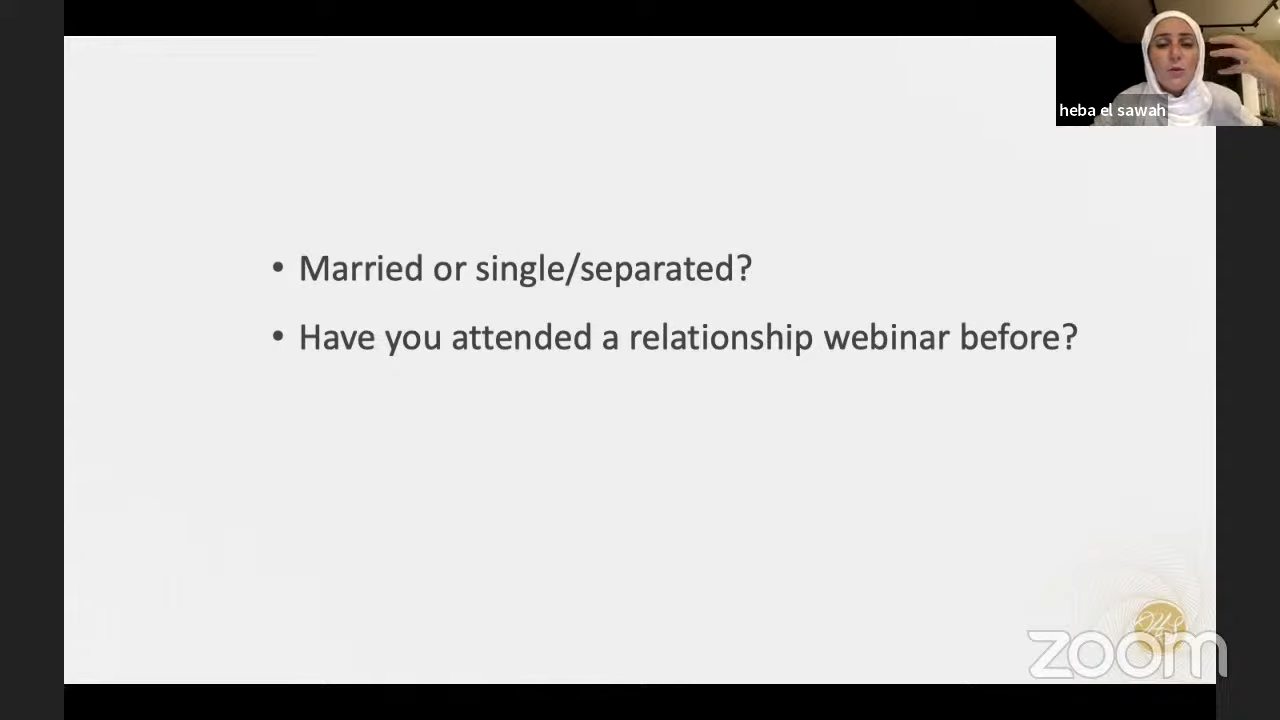 heba el sawah
• Married or single/separated?
• Have you attended a relationship webinar before?
zoom